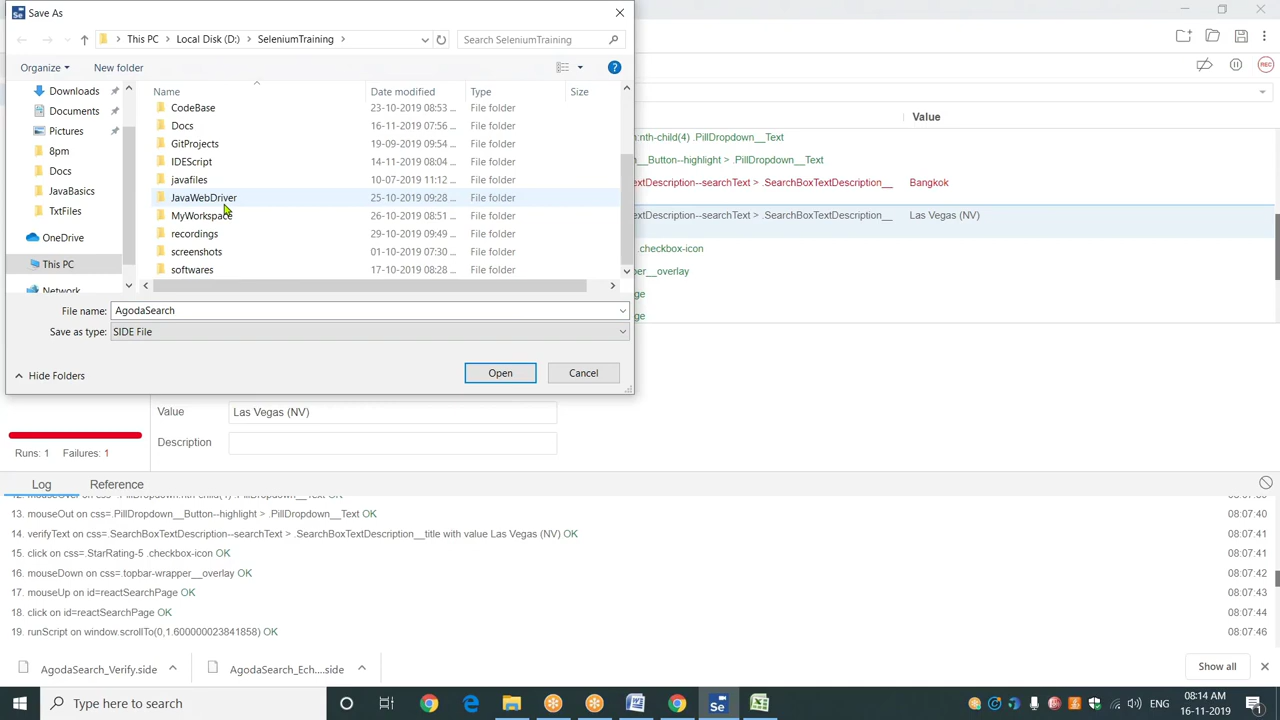 Save As
This PC Local Disk (D:) SeleniumTraining
Search SeleniumTraining
Organize New folder
Name Date modified Type Size
Downloads
Documents
Pictures
8pm
Docs
JavaBasics
TxtFiles
OneDrive
This PC
Network
CodeBase 23-10-2019 08:53 ... File folder
Docs 16-11-2019 07:56 ... File folder
GitProjects 19-09-2019 09:54 ... File folder
IDEScript 14-11-2019 08:04 ... File folder
javafiles 10-07-2019 11:12 ... File folder
JavaWebDriver 25-10-2019 09:28 ... File folder
MyWorkspace 26-10-2019 08:51 ... File folder
recordings 29-10-2019 09:49 ... File folder
screenshots 01-10-2019 07:30 ... File folder
softwares 17-10-2019 08:28 ... File folder
File name: AgodaSearch
Save as type: SIDE File
Hide Folders
Open Cancel
REC
Value
n:nth-child(4) .PillDropdown__Text
__Button--highlight > .PillDropdown__Text
extDescription--searchText > .SearchBoxTextDescription__ Bangkok
extDescription--searchText > .SearchBoxTextDescription__ Las Vegas (NV)
.checkbox-icon
__overlay
ge
ge
Value Las Vegas (NV)
Description
Runs: 1 Failures: 1
Log Reference
13. mouseOut on css=.PillDropdown__Button--highlight > .PillDropdown__Text OK 08:07:40
14. verifyText on css=.SearchBoxTextDescription--searchText > .SearchBoxTextDescription__title with value Las Vegas (NV) OK 08:07:41
15. click on css=.StarRating-5 .checkbox-icon OK 08:07:41
16. mouseDown on css=.topbar-wrapper__overlay OK 08:07:42
17. mouseUp on id=reactSearchPage OK 08:07:43
18. click on id=reactSearchPage OK 08:07:44
19. runScript on window.scrollTo(0,1.600000023841858) OK 08:07:46
AgodaSearch_Verify.side AgodaSearch_Ech....side Show all
Type here to search
Se
ENG
08:14 AM
16-11-2019